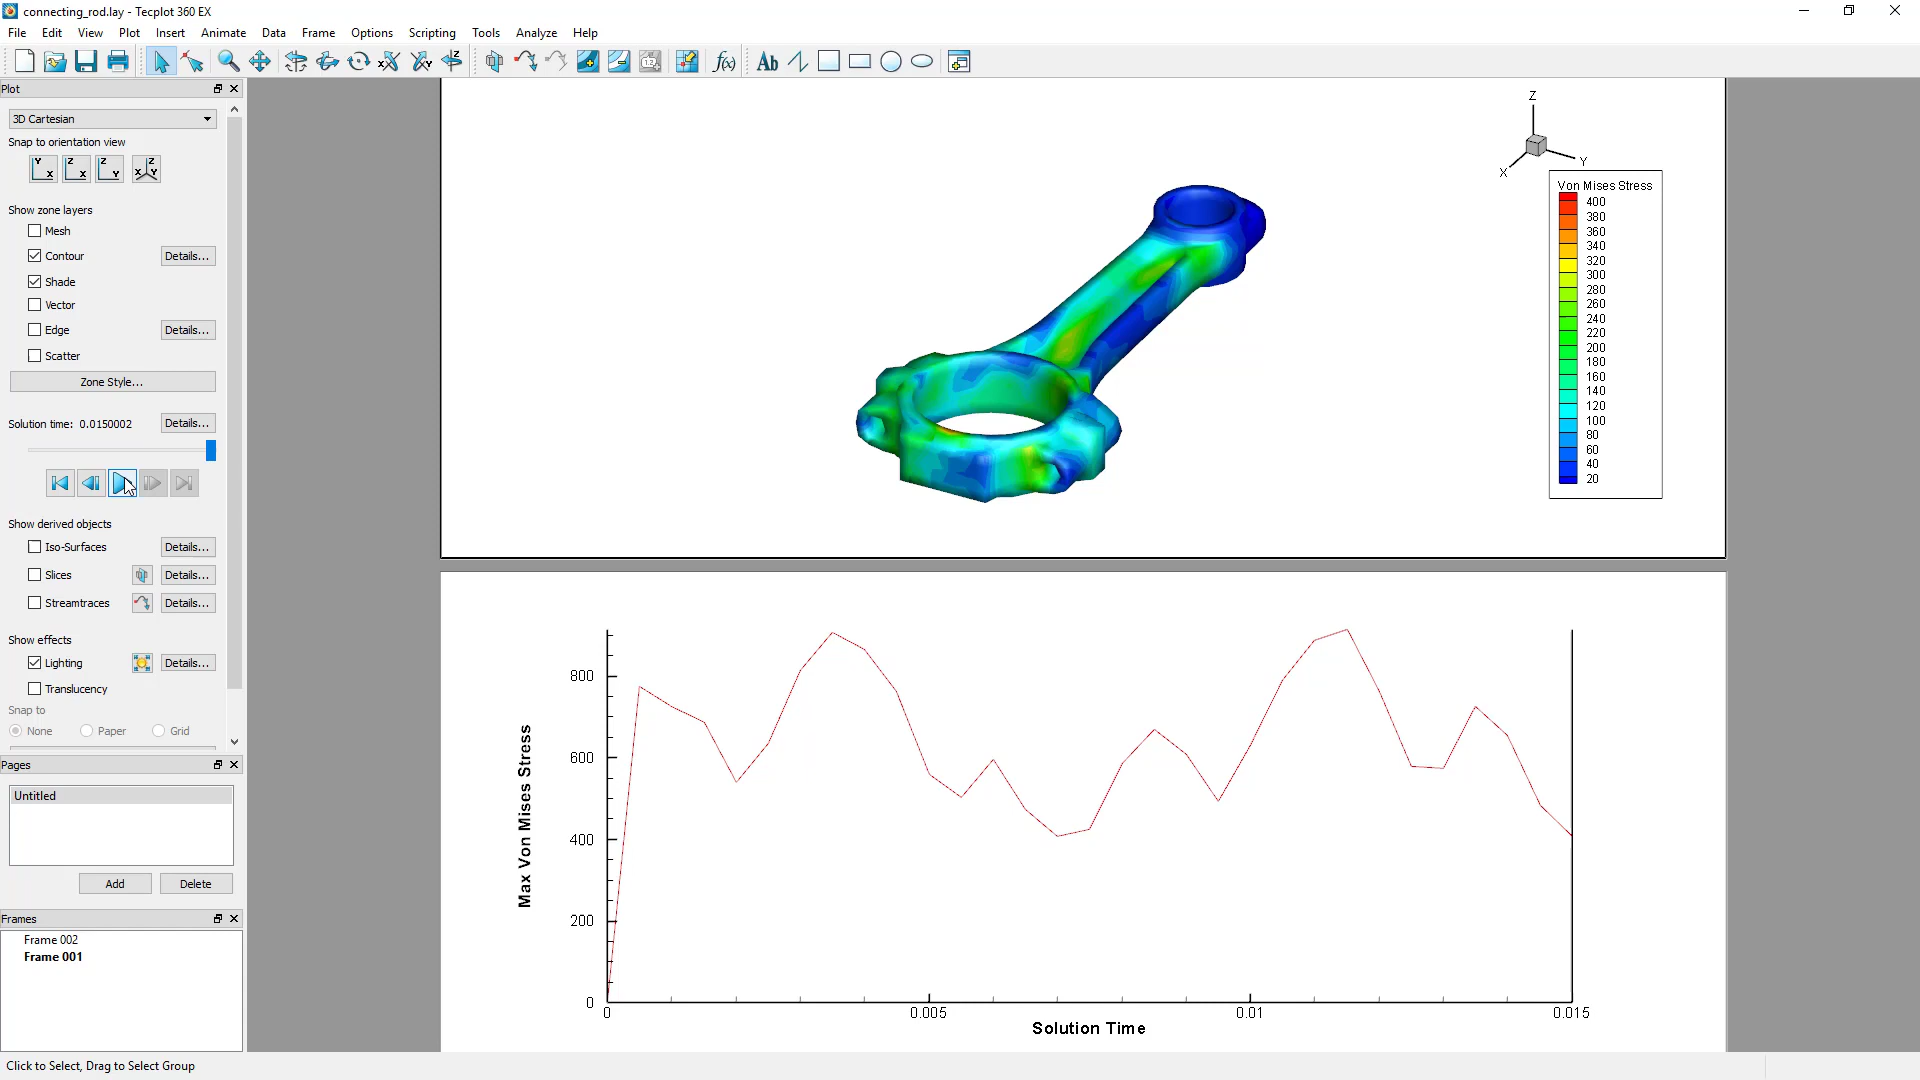 connecting_rod.lay - Tecplot 360 EX
File Edit View Plot Insert Animate Data Frame Options Scripting Tools Analyze Help
Ab
f(x)
Plot
3D Cartesian
Snap to orientation view
Y X Z X Z Y Z X Y
Show zone layers
Mesh
Contour Details...
Shade
Vector
Edge Details...
Scatter
Zone Style...
Solution time: 0.0150002 Details...
Show derived objects
Iso-Surfaces Details...
Slices Details...
Streamtraces Details...
Show effects
Lighting Details...
Translucency
Snap to
None Paper Grid
Pages
Untitled
Add Delete
Frames
Frame 002
Frame 001
Z
Y
X
Von Mises Stress
400
380
360
340
320
300
280
260
240
220
200
180
160
140
120
100
80
60
40
20
Max Von Mises Stress
800
600
400
200
0
0 0.005 0.01 0.015
Solution Time
Click to Select, Drag to Select Group